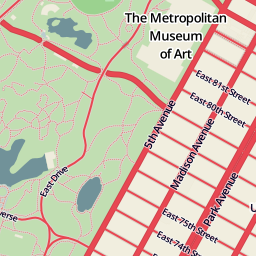 The Metropolitan
Museum
of Art
East 81st Street
East 80th Street
5th Avenue
Madison Avenue
Park Avenue
East Drive
East 75th Street
East 74th Street